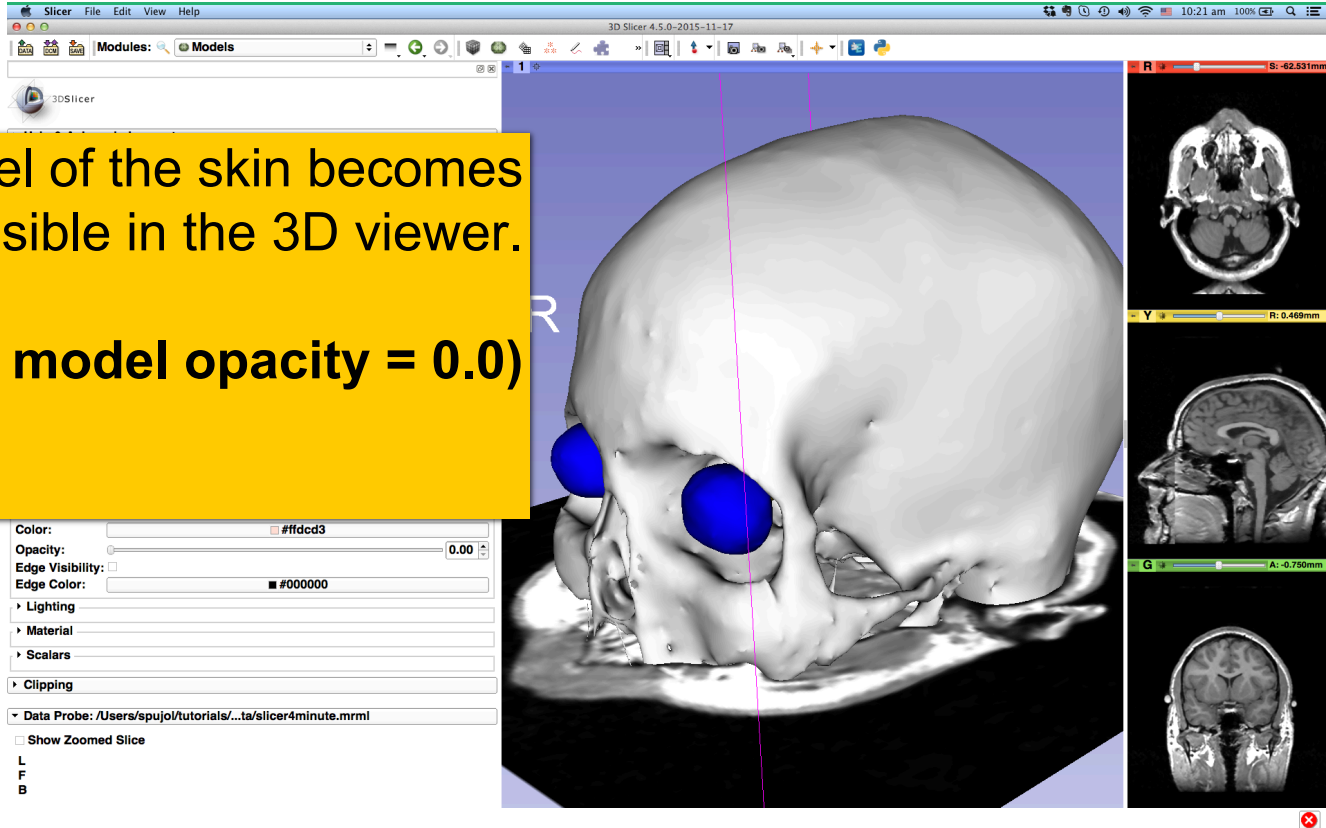 Slicer File Edit View Help 10:21 am 100%
3D Slicer 4.5.0-2015-11-17
DATA DCM SAVE Modules: Models
1
R S: -62.531mm
3DSlicer
el of the skin becomes
sible in the 3D viewer.
model opacity = 0.0)
R
Y R: 0.469mm
Color: #ffdcd3
Opacity: 0.00
Edge Visibility:
Edge Color: #000000
Lighting
Material
Scalars
Clipping
Data Probe: /Users/spujol/tutorials/...ta/slicer4minute.mrml
Show Zoomed Slice
L
F
B
G A: -0.750mm